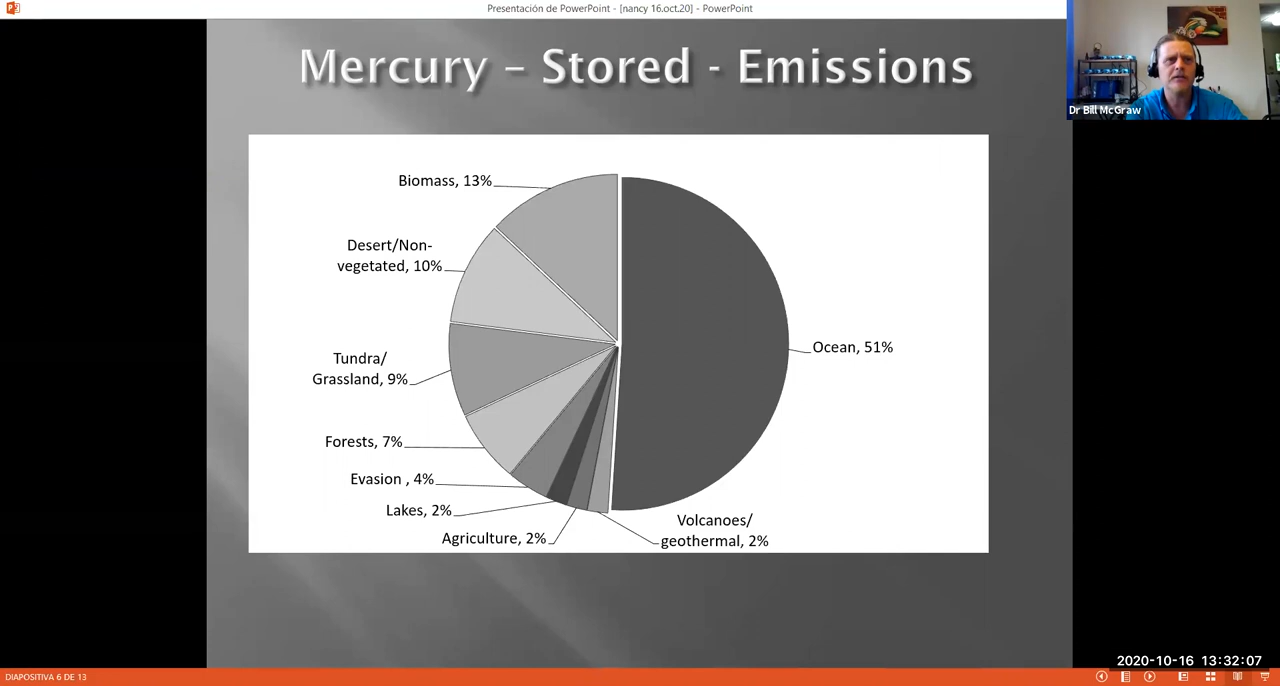 Presentación de PowerPoint - [nancy 16.oct.20] - PowerPoint
Mercury – Stored - Emissions
Dr Bill McGraw
Biomass, 13%
Desert/Non-
vegetated, 10%
Tundra/
Grassland, 9%
Forests, 7%
Evasion , 4%
Lakes, 2%
Agriculture, 2%
Volcanoes/
geothermal, 2%
Ocean, 51%
2020-10-16 13:32:07
DIAPOSITIVA 6 DE 13